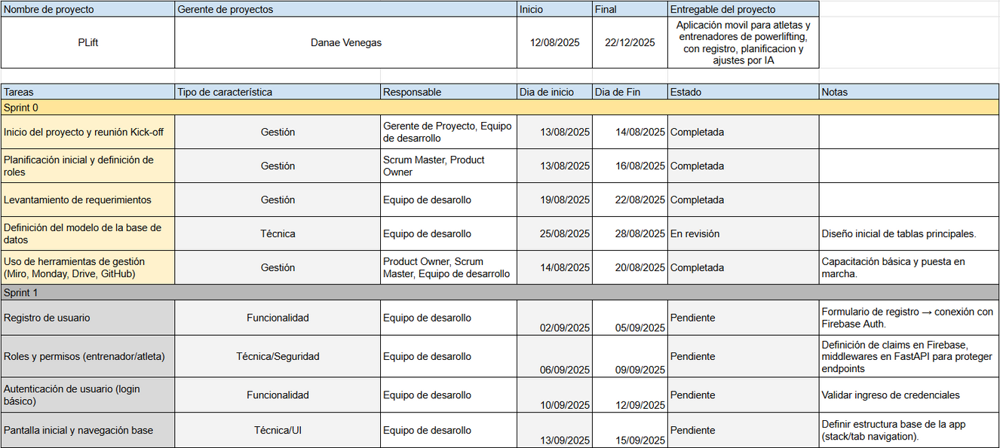 Nombre de proyecto Gerente de proyectos Inicio Final Entregable del proyecto
PLift Danae Venegas 12/08/2025 22/12/2025 Aplicación movil para atletas y
entrenadores de powerlifting,
con registro, planificacion y
ajustes por IA
Tareas Tipo de característica Responsable Dia de inicio Dia de Fin Estado Notas
Sprint 0
Inicio del proyecto y reunión Kick-off Gestión Gerente de Proyecto, Equipo
de desarrollo 13/08/2025 14/08/2025 Completada
Planificación inicial y definición de
roles Gestión Scrum Master, Product
Owner 13/08/2025 16/08/2025 Completada
Levantamiento de requerimientos Gestión Equipo de desarollo 19/08/2025 22/08/2025 Completada
Definición del modelo de la base de
datos Técnica Equipo de desarollo 25/08/2025 28/08/2025 En revisión Diseño inicial de tablas principales.
Uso de herramientas de gestión
(Miro, Monday, Drive, GitHub) Gestión Product Owner, Scrum
Master, Equipo de desarrollo 14/08/2025 20/08/2025 Completada Capacitación básica y puesta en
marcha.
Sprint 1
Registro de usuario Funcionalidad Equipo de desarollo 02/09/2025 05/09/2025 Pendiente Formulario de registro → conexión con
Firebase Auth.
Roles y permisos (entrenador/atleta) Técnica/Seguridad Equipo de desarollo 06/09/2025 09/09/2025 Pendiente Definición de claims en Firebase,
middlewares en FastAPI para proteger
endpoints
Autenticación de usuario (login
básico) Funcionalidad Equipo de desarollo 10/09/2025 12/09/2025 Pendiente Validar ingreso de credenciales
Pantalla inicial y navegación base Técnica/UI Equipo de desarollo 13/09/2025 15/09/2025 Pendiente Definir estructura base de la app
(stack/tab navigation).